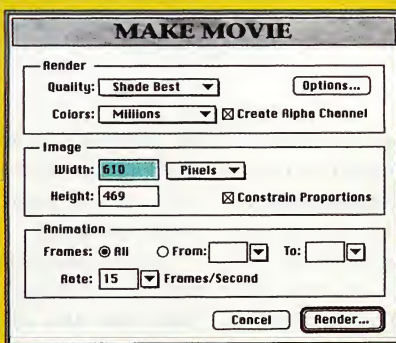 MAKE MOVIE
Render
Quality: Shade Best Options...
Colors: Millions Create Alpha Channel
Image
Width: 610 Pixels
Height: 469 Constrain Proportions
Animation
Frames: All From: To:
Rate: 15 Frames/Second
Cancel Render...